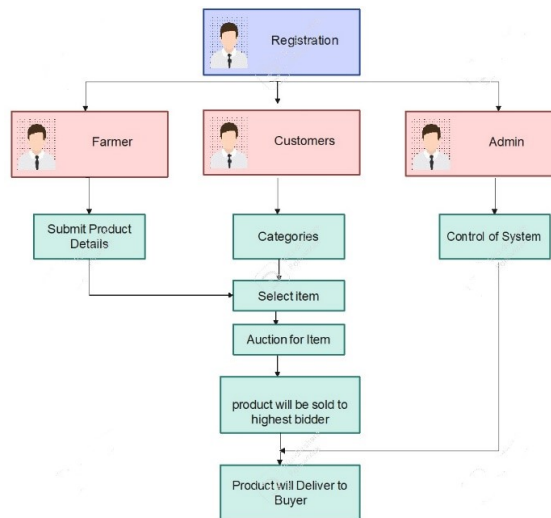 Registration
Farmer
Customers
Admin
Submit Product
Details
Categories
Control of System
Select item
Auction for Item
product will be sold to
highest bidder
Product will Deliver to
Buyer